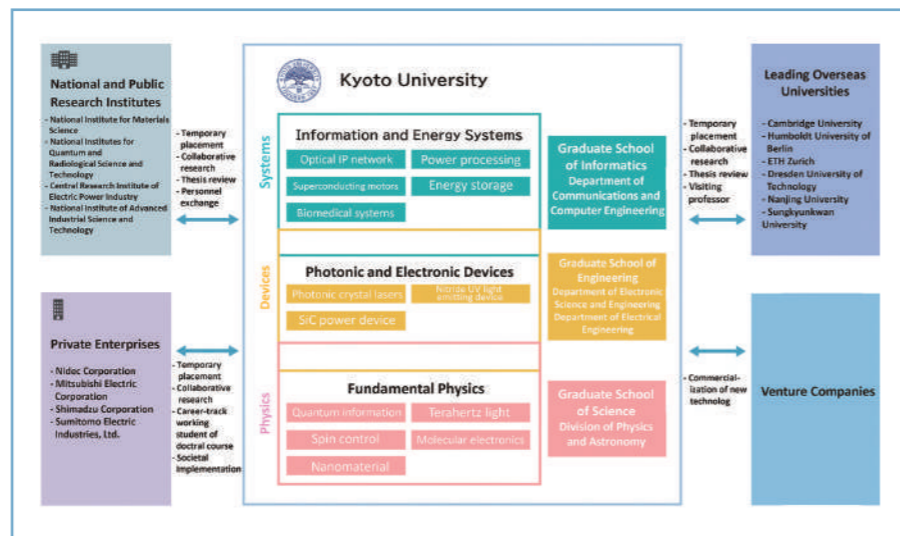 National and Public
Research Institutes
- National Institute for Materials
Science
- National Institutes for
Quantum and
Radiological Science and
Technology
- Central Research Institute of
Electric Power Industry
- National Institute of Advanced
Industrial Science and
Technology
- Temporary
placement
- Collaborative
research
- Thesis review
- Personnel
exchange
Private Enterprises
- Nidec Corporation
- Mitsubishi Electric
Corporation
- Shimadzu Corporation
- Sumitomo Electric
Industries, Ltd.
- Temporary
placement
- Collaborative
research
- Career-track
working
student of
doctral course
- Societal
Implementation
Kyoto University
Systems
Information and Energy Systems
Optical IP network
Power processing
Superconducting motors
Energy storage
Biomedical systems
Graduate School
of Informatics
Department of
Communications and
Computer Engineering
Devices
Photonic and Electronic Devices
Photonic crystal lasers
Nitride UV light
emitting device
SiC power device
Graduate School of
Engineering
Department of Electronic
Science and Engineering
Department of Electrical
Engineering
Physics
Fundamental Physics
Quantum information
Terahertz light
Spin control
Molecular electronics
Nanomaterial
Graduate School
of Science
Division of Physics
and Astronomy
- Temporary
placement
- Collaborative
research
- Thesis review
- Visiting
professor
Leading Overseas
Universities
- Cambridge University
- Humboldt University of
Berlin
- ETH Zurich
- Dresden University of
Technology
- Nanjing University
- Sungkyunkwan
University
- Commercial-
ization of new
technolog
Venture Companies